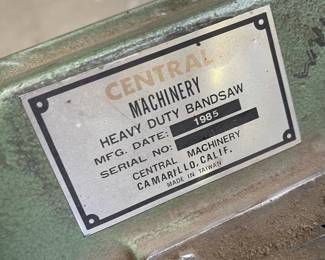 CENTRAL
MACHINERY
HEAVY DUTY BANDSAW
MFG. DATE: 1985
SERIAL NO:
CENTRAL MACHINERY
CAMARILLO, CALIF.
MADE IN TAIWAN